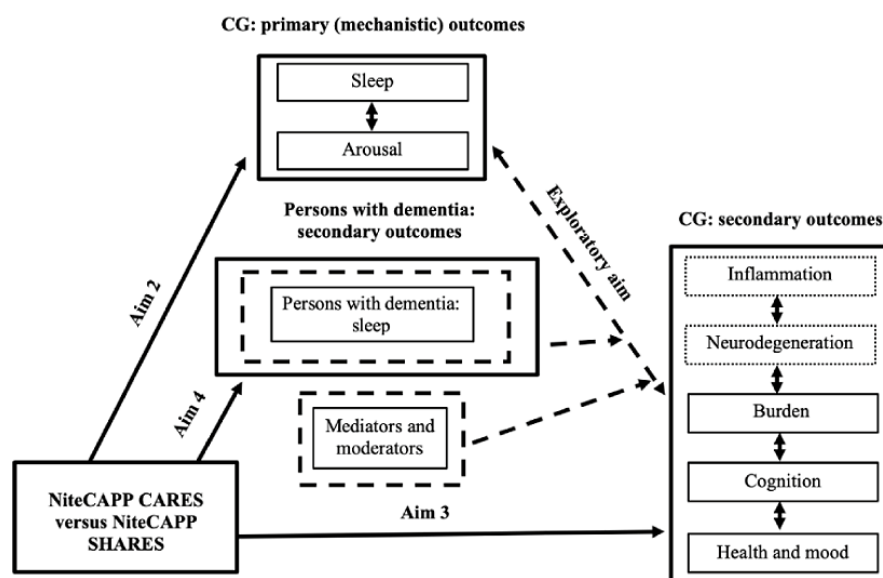 CG: primary (mechanistic) outcomes
Sleep
Arousal
Persons with dementia:
secondary outcomes
Exploratory aim
CG: secondary outcomes
Aim 2
Inflammation
Persons with dementia:
sleep
Neurodegeneration
Aim 4
Burden
Mediators and
moderators
Cognition
NiteCAPP CARES
versus NiteCAPP
SHARES
Aim 3
Health and mood